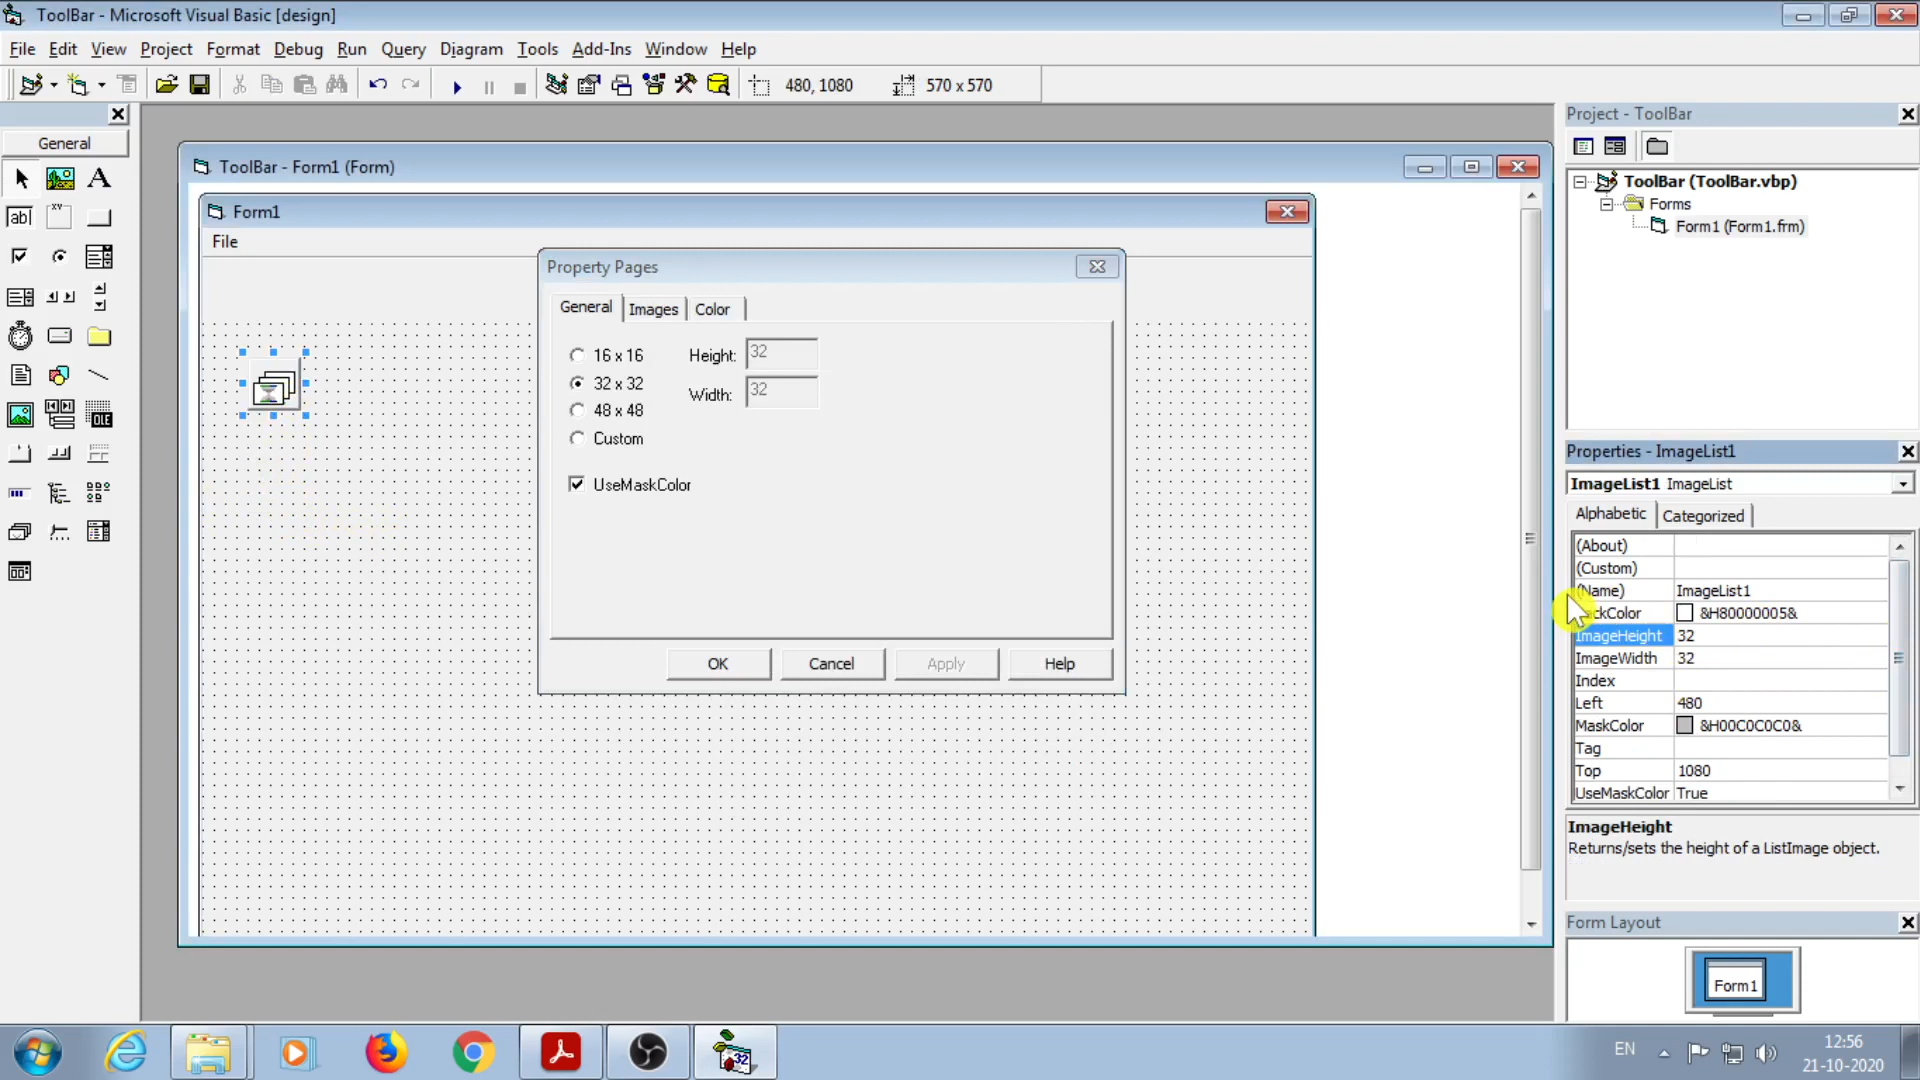 ToolBar - Microsoft Visual Basic [design]
File Edit View Project Format Debug Run Query Diagram Tools Add-Ins Window Help
480, 1080 570 x 570
General
A
ab
XY
OLE
ToolBar - Form1 (Form)
Form1
File
Property Pages
General Images Color
16 x 16
32 x 32
48 x 48
Custom
Height: 32
Width: 32
UseMaskColor
OK Cancel Apply Help
Project - ToolBar
ToolBar (ToolBar.vbp)
Forms
Form1 (Form1.frm)
Properties - ImageList1
ImageList1 ImageList
Alphabetic Categorized
(About)
(Custom)
(Name) ImageList1
&H80000005&
ImageHeight 32
ImageWidth 32
Index
Left 480
MaskColor &H00C0C0C0&
Tag
Top 1080
UseMaskColor True
ImageHeight
Returns/sets the height of a ListImage object.
Form Layout
Form1
32
EN
12:56
21-10-2020